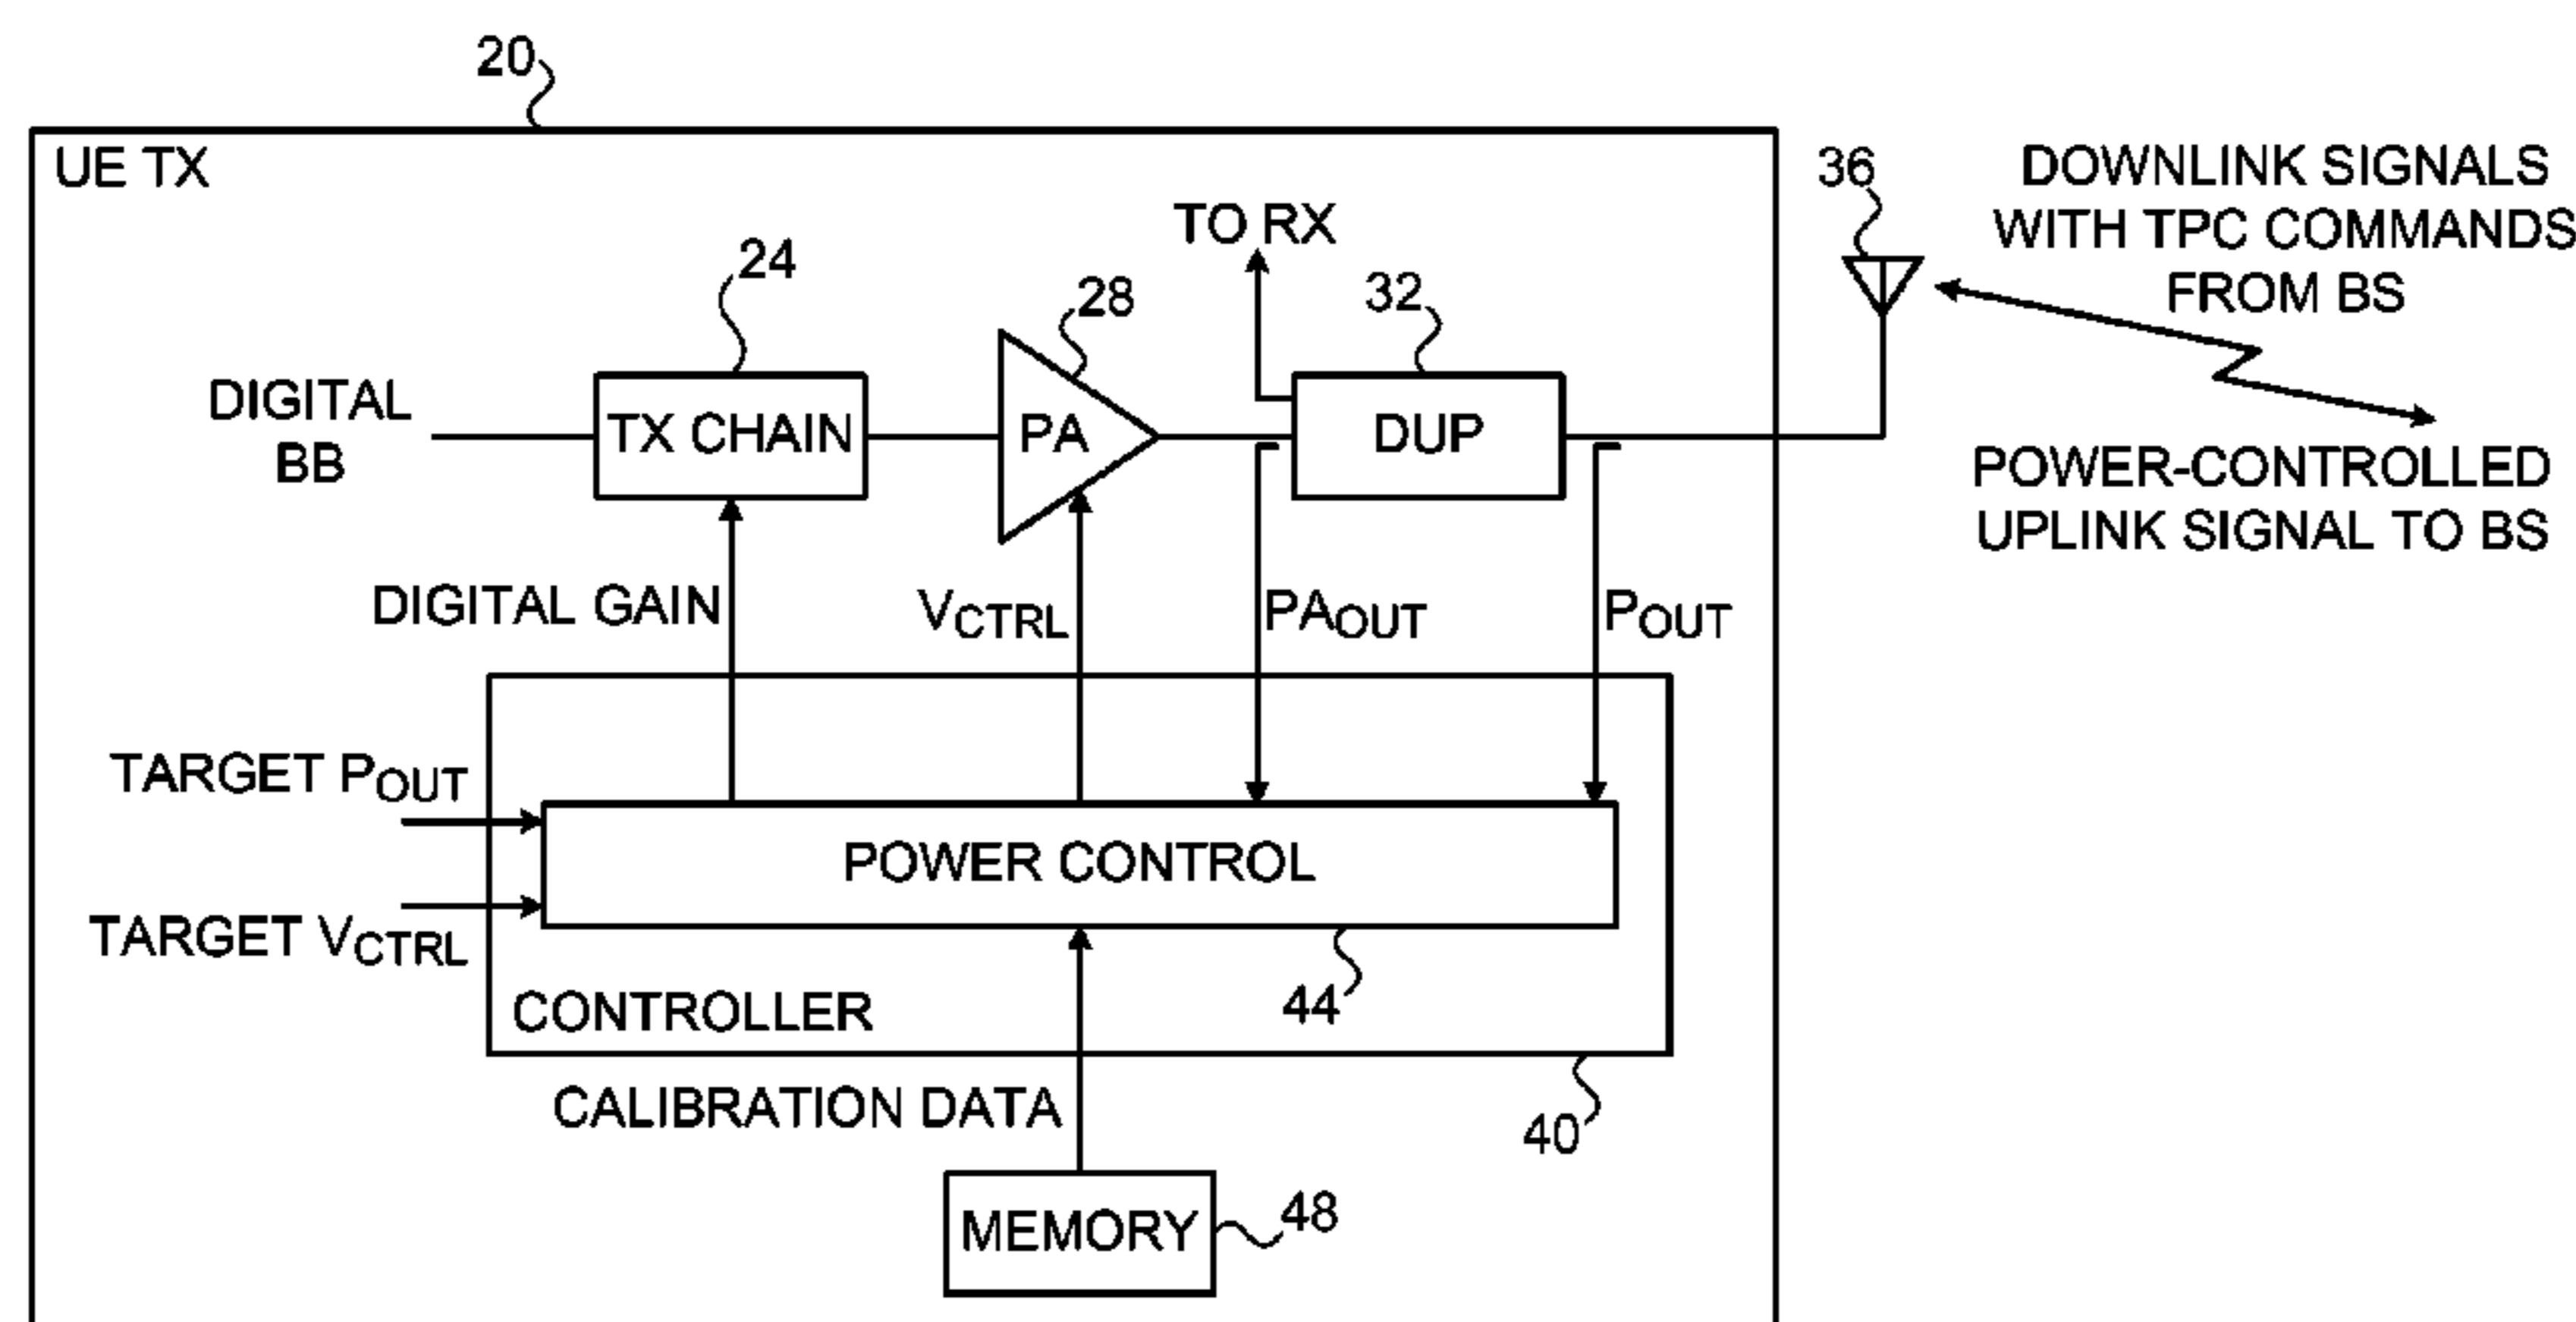 20
UE TX
36
DOWNLINK SIGNALS
WITH TPC COMMANDS
FROM BS
TO RX
24
28
32
DIGITAL
BB
TX CHAIN
PA
DUP
POWER-CONTROLLED
UPLINK SIGNAL TO BS
DIGITAL GAIN
VCTRL
PAOUT
POUT
TARGET POUT
POWER CONTROL
TARGET VCTRL
44
CONTROLLER
CALIBRATION DATA
40
MEMORY
48